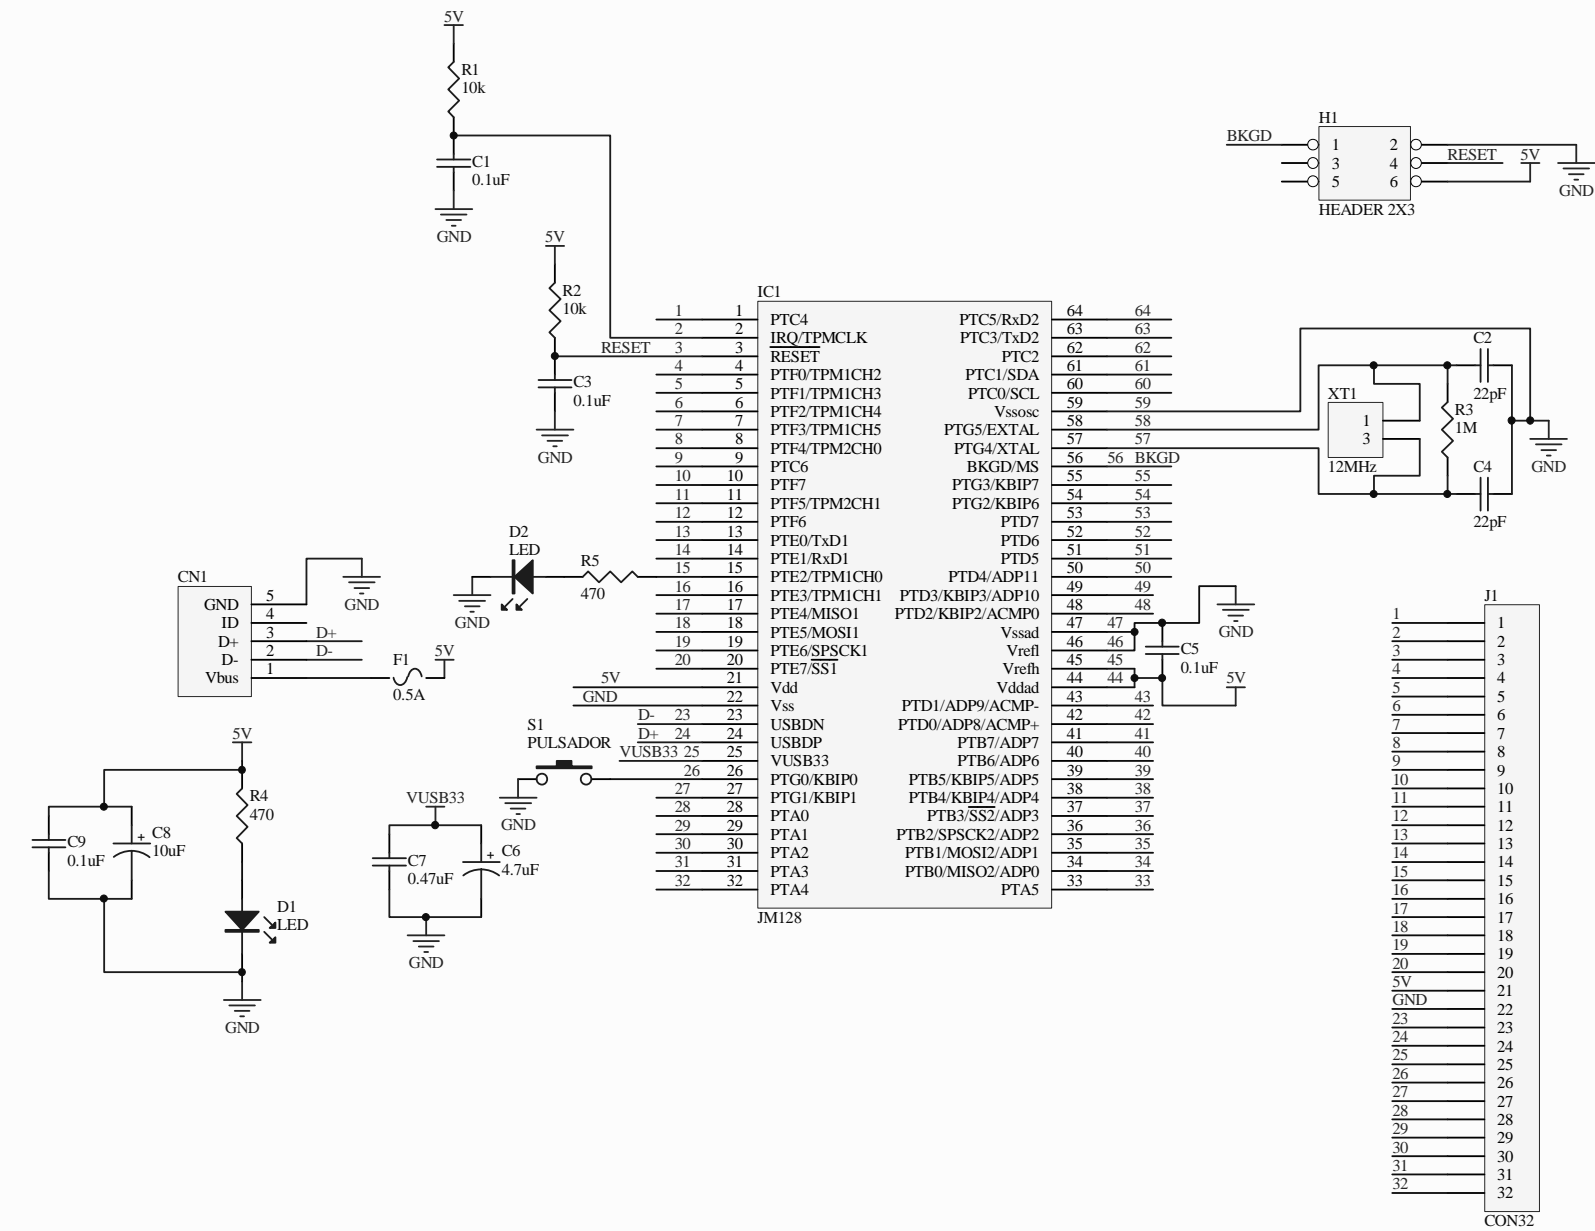 5V
R1
10k
C1
0.1uF
GND
5V
R2
10k
RESET
C3
0.1uF
GND
H1
BKGD
1 2
3 4
5 6
RESET
5V
GND
HEADER 2X3
IC1
1 1 PTC4
2 2 IRQ/TPMCLK
3 3 RESET
4 4 PTF0/TPM1CH2
5 5 PTF1/TPM1CH3
6 6 PTF2/TPM1CH4
7 7 PTF3/TPM1CH5
8 8 PTF4/TPM2CH0
9 9 PTC6
10 10 PTF7
11 11 PTF5/TPM2CH1
12 12 PTF6
13 13 PTE0/TxD1
14 14 PTE1/RxD1
15 15 PTE2/TPM1CH0
16 16 PTE3/TPM1CH1
17 17 PTE4/MISO1
18 18 PTE5/MOSI1
19 19 PTE6/SPSCK1
20 20 PTE7/SS1
5V 21 Vdd
GND 22 Vss
D- 23 23 USBDN
D+ 24 24 USBDP
VUSB33 25 25 VUSB33
26 26 PTG0/KBIP0
27 27 PTG1/KBIP1
28 28 PTA0
29 29 PTA1
30 30 PTA2
31 31 PTA3
32 32 PTA4
PTC5/RxD2 64 64
PTC3/TxD2 63 63
PTC2 62 62
PTC1/SDA 61 61
PTC0/SCL 60 60
Vssosc 59 59
PTG5/EXTAL 58 58
PTG4/XTAL 57 57
BKGD/MS 56 56 BKGD
PTG3/KBIP7 55 55
PTG2/KBIP6 54 54
PTD7 53 53
PTD6 52 52
PTD5 51 51
PTD4/ADP11 50 50
PTD3/KBIP3/ADP10 49 49
PTD2/KBIP2/ACMP0 48 48
Vssad 47 47
Vrefl 46 46
Vrefh 45 45
Vddad 44 44
PTD1/ADP9/ACMP- 43 43
PTD0/ADP8/ACMP+ 42 42
PTB7/ADP7 41 41
PTB6/ADP6 40 40
PTB5/KBIP5/ADP5 39 39
PTB4/KBIP4/ADP4 38 38
PTB3/SS2/ADP3 37 37
PTB2/SPSCK2/ADP2 36 36
PTB1/MOSI2/ADP1 35 35
PTB0/MISO2/ADP0 34 34
PTA5 33 33
JM128
C2
22pF
XT1
1
3
12MHz
R3
1M
C4
22pF
GND
D2
LED
R5
470
GND
CN1
GND 5
ID 4
D+ 3 D+
D- 2 D-
Vbus 1
GND
F1
0.5A
5V
C5
0.1uF
GND
5V
S1
PULSADOR
GND
5V
R4
470
C9
0.1uF
C8
+
10uF
D1
LED
GND
VUSB33
C7
0.47uF
C6
+
4.7uF
GND
J1
1 1
2 2
3 3
4 4
5 5
6 6
7 7
8 8
9 9
10 10
11 11
12 12
13 13
14 14
15 15
16 16
17 17
18 18
19 19
20 20
5V 21
GND 22
23 23
24 24
25 25
26 26
27 27
28 28
29 29
30 30
31 31
32 32
CON32